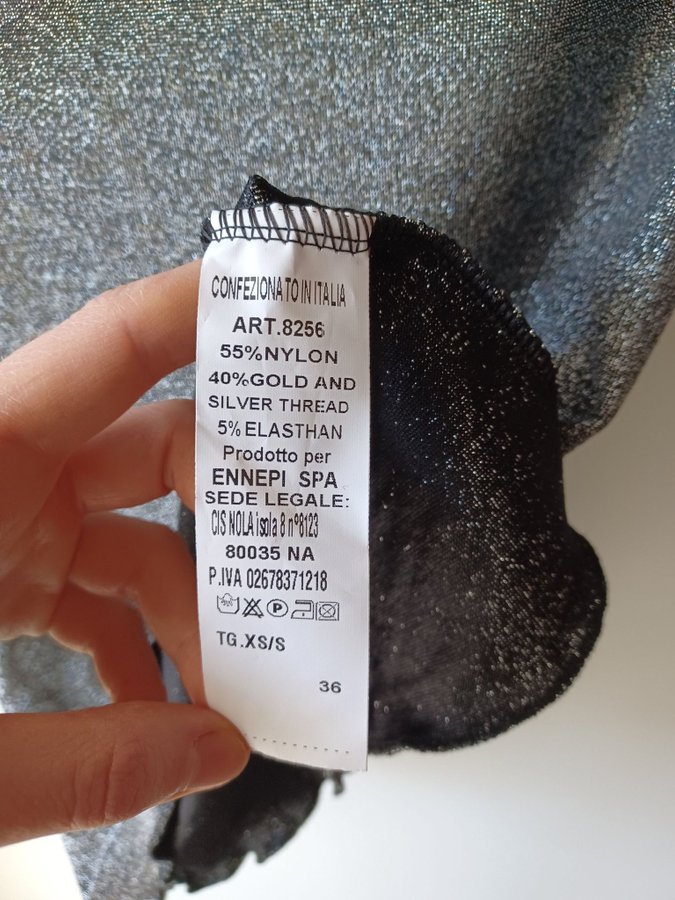 CONFEZIONATO IN ITALIA
ART.8256
55%NYLON
40%GOLD AND
SILVER THREAD
5% ELASTHAN
Prodotto per
ENNEPI SPA
SEDE LEGALE:
CIS NOLA isola 8 n°8123
80035 NA
P.IVA 02678371218
P
TG.XS/S
36